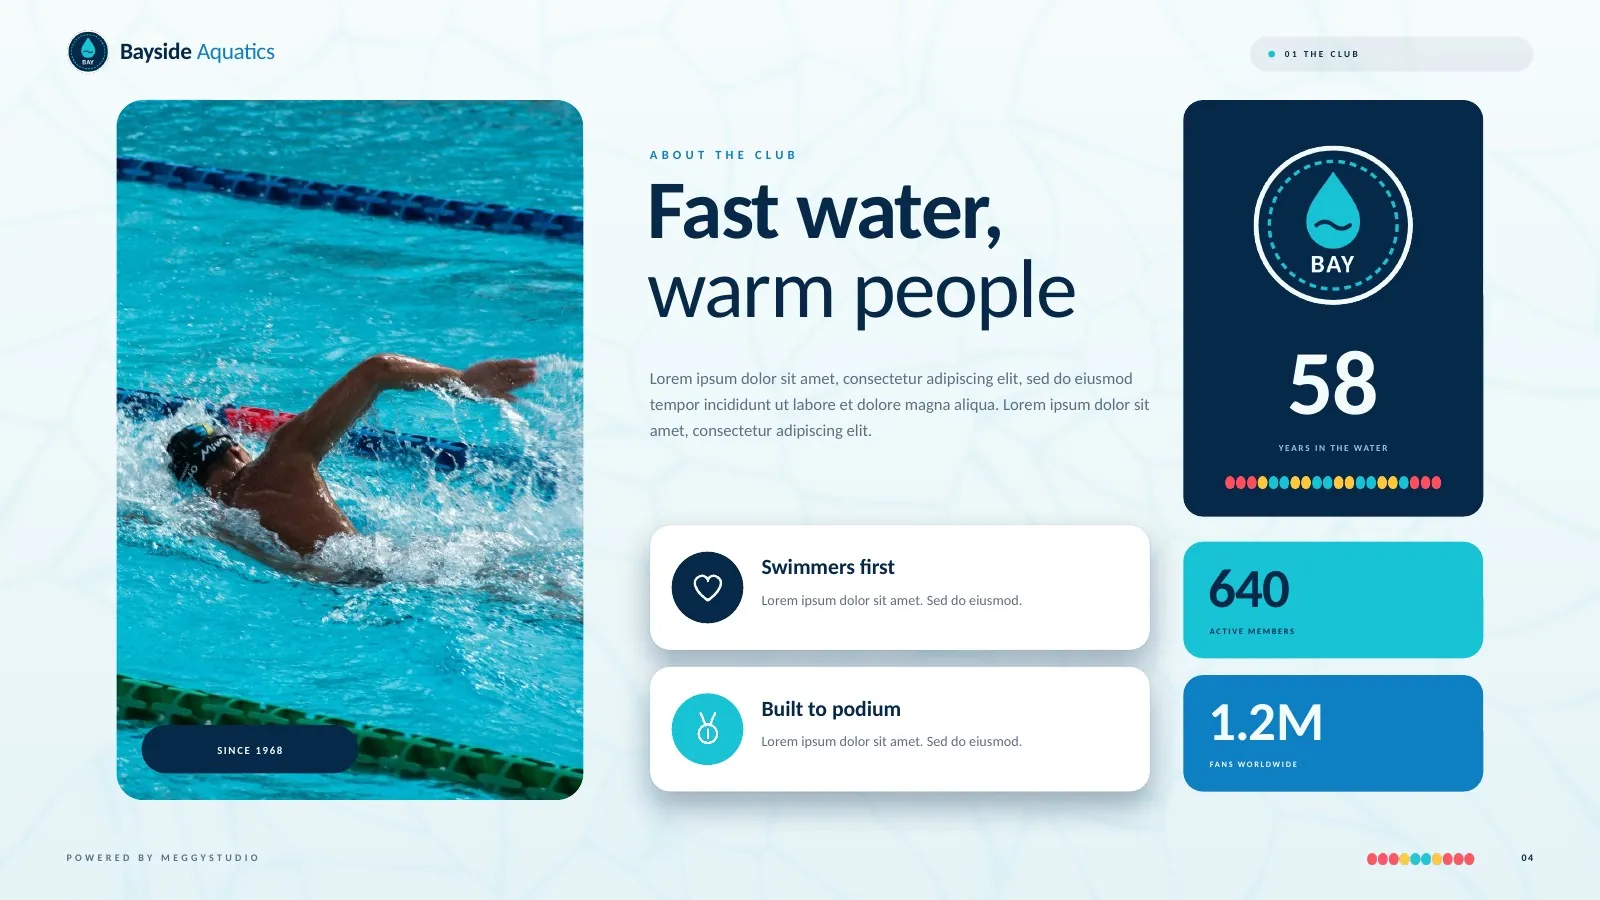 BAY
Bayside Aquatics
01 THE CLUB
SINCE 1968
ABOUT THE CLUB
Fast water,
warm people
Lorem ipsum dolor sit amet, consectetur adipiscing elit, sed do eiusmod
tempor incididunt ut labore et dolore magna aliqua. Lorem ipsum dolor sit
amet, consectetur adipiscing elit.
Swimmers first
Lorem ipsum dolor sit amet. Sed do eiusmod.
Built to podium
Lorem ipsum dolor sit amet. Sed do eiusmod.
BAY
58
YEARS IN THE WATER
640
ACTIVE MEMBERS
1.2M
FANS WORLDWIDE
POWERED BY MEGGYSTUDIO
04